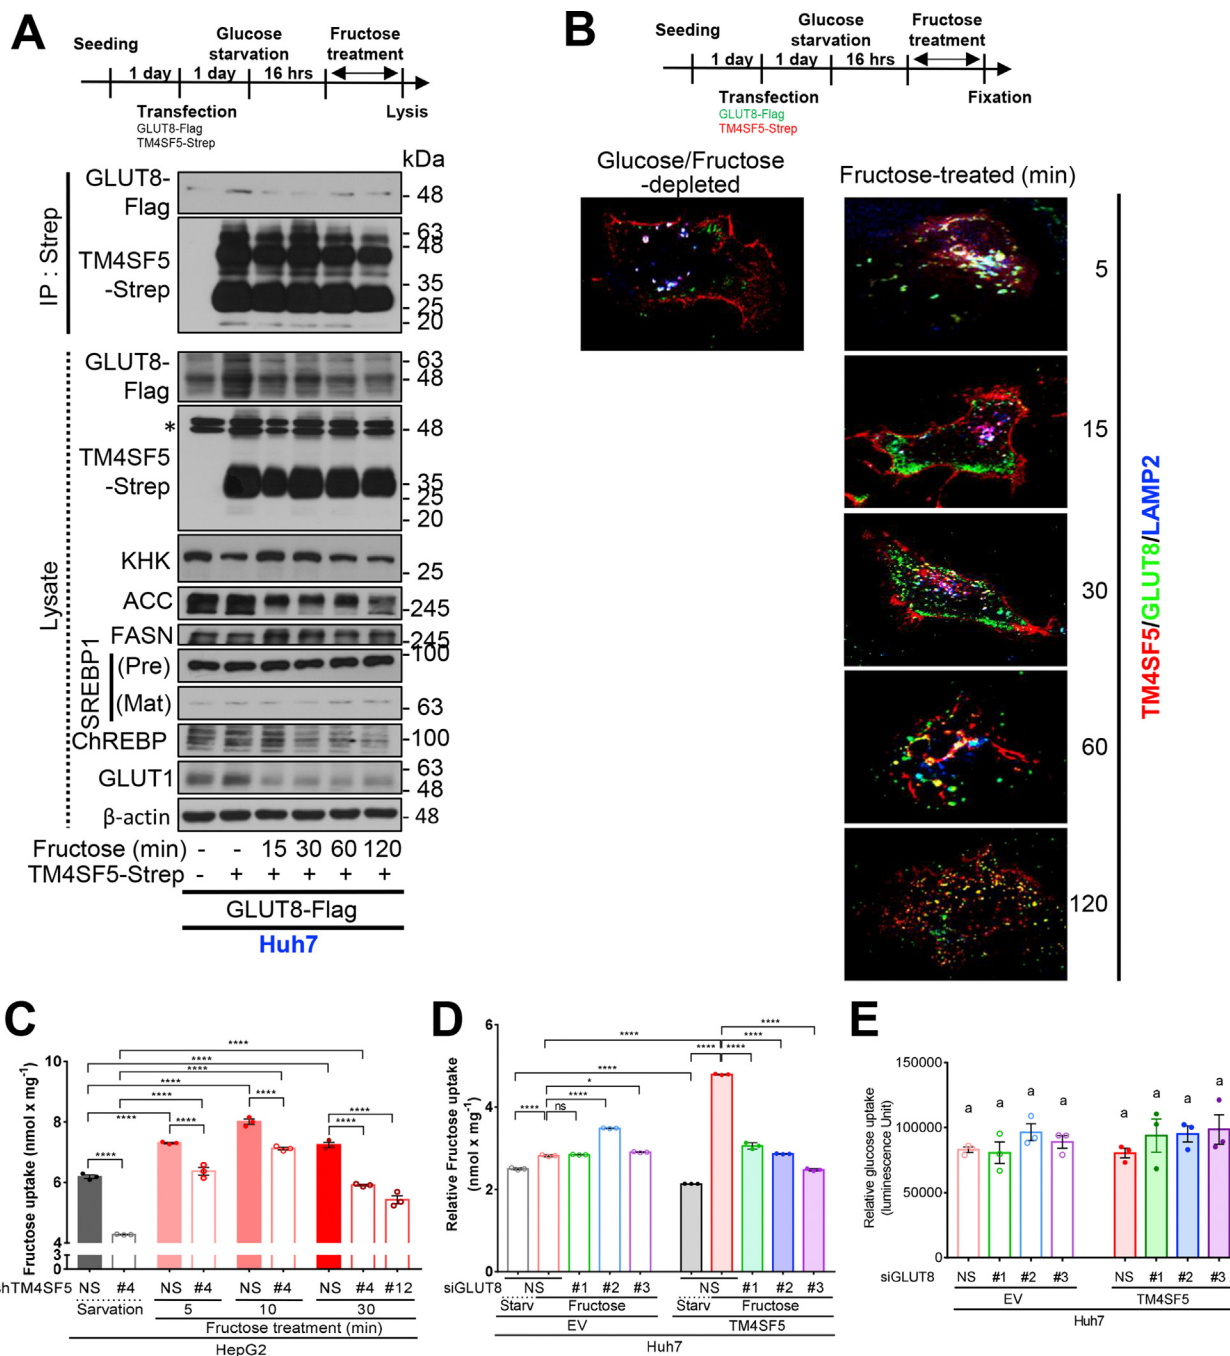 A
Seeding
Glucose starvation
Fructose treatment
1 day
1 day
16 hrs
Transfection
Lysis
GLUT8-Flag
TM4SF5-Strep
kDa
IP : Strep
GLUT8-Flag
- 48
TM4SF5-Strep
63
48
35
25
- 20
Lysate
GLUT8-Flag
- 63
- 48
*
- 48
TM4SF5-Strep
- 35
25
- 20
KHK
- 25
ACC
-245
FASN
-245
SREBP1
(Pre)
-100
(Mat)
- 63
ChREBP
-100
GLUT1
- 63
48
β-actin
- 48
Fructose (min) - - 15 30 60 120
TM4SF5-Strep - + + + + +
GLUT8-Flag
Huh7
B
Seeding
Glucose starvation
Fructose treatment
1 day
1 day
16 hrs
Transfection
Fixation
GLUT8-Flag
TM4SF5-Strep
Glucose/Fructose
-depleted
Fructose-treated (min)
5
15
30
60
120
TM4SF5/GLUT8/LAMP2
C
Fructose uptake (nmol x mg-1)
10
8
6
4
3
0
****
****
****
****
****
****
****
****
****
****
hTM4SF5 NS #4 NS #4 NS #4 NS #4 #12
Sarvation 5 10 30
Fructose treatment (min)
HepG2
D
Relative Fructose uptake
(nmol x mg-1)
6
4
2
0
****
****
****
****
****
****
*
****
****
ns
siGLUT8 NS #1 #2 #3 NS #1 #2 #3
Starv Fructose Starv Fructose
EV TM4SF5
Huh7
E
Relative glucose uptake
(luminescence Unit)
150000
100000
50000
0
a a a a a a a a
siGLUT8 NS #1 #2 #3 NS #1 #2 #3
EV TM4SF5
Huh7